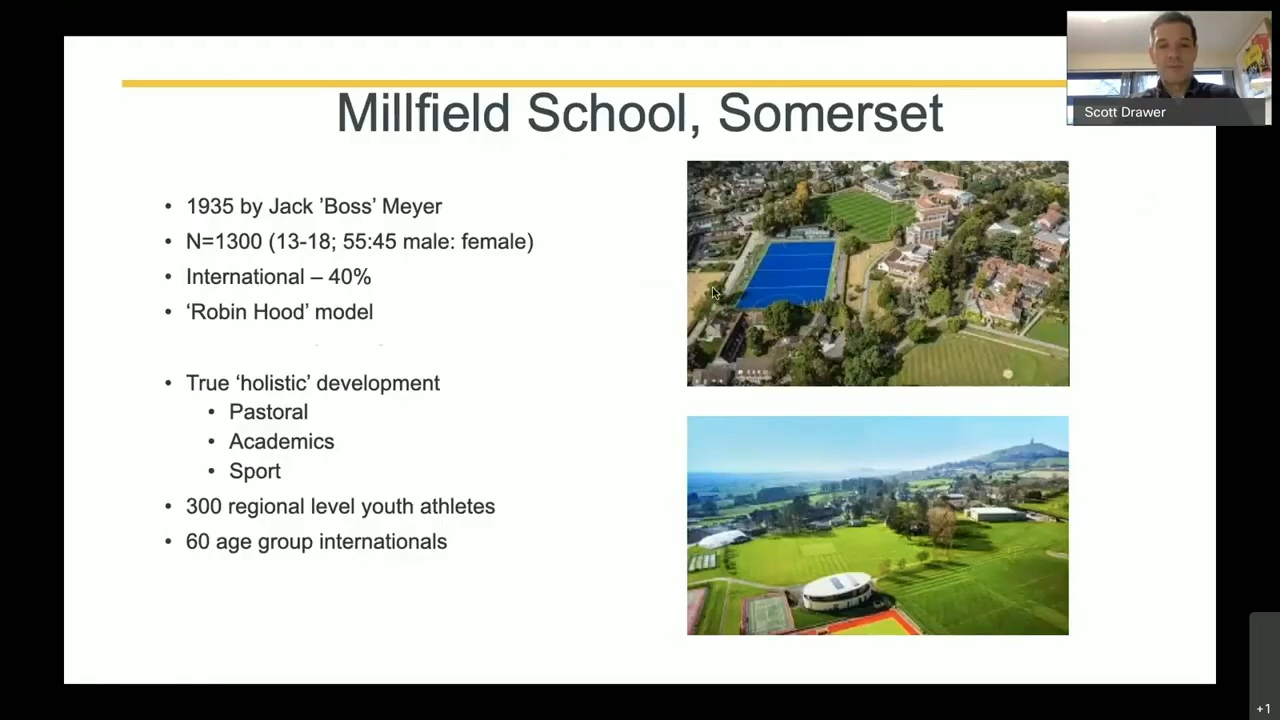 Millfield School, Somerset
Scott Drawer
• 1935 by Jack ’Boss’ Meyer
• N=1300 (13-18; 55:45 male: female)
• International – 40%
• ‘Robin Hood’ model
• True ‘holistic’ development
• Pastoral
• Academics
• Sport
• 300 regional level youth athletes
• 60 age group internationals
+1